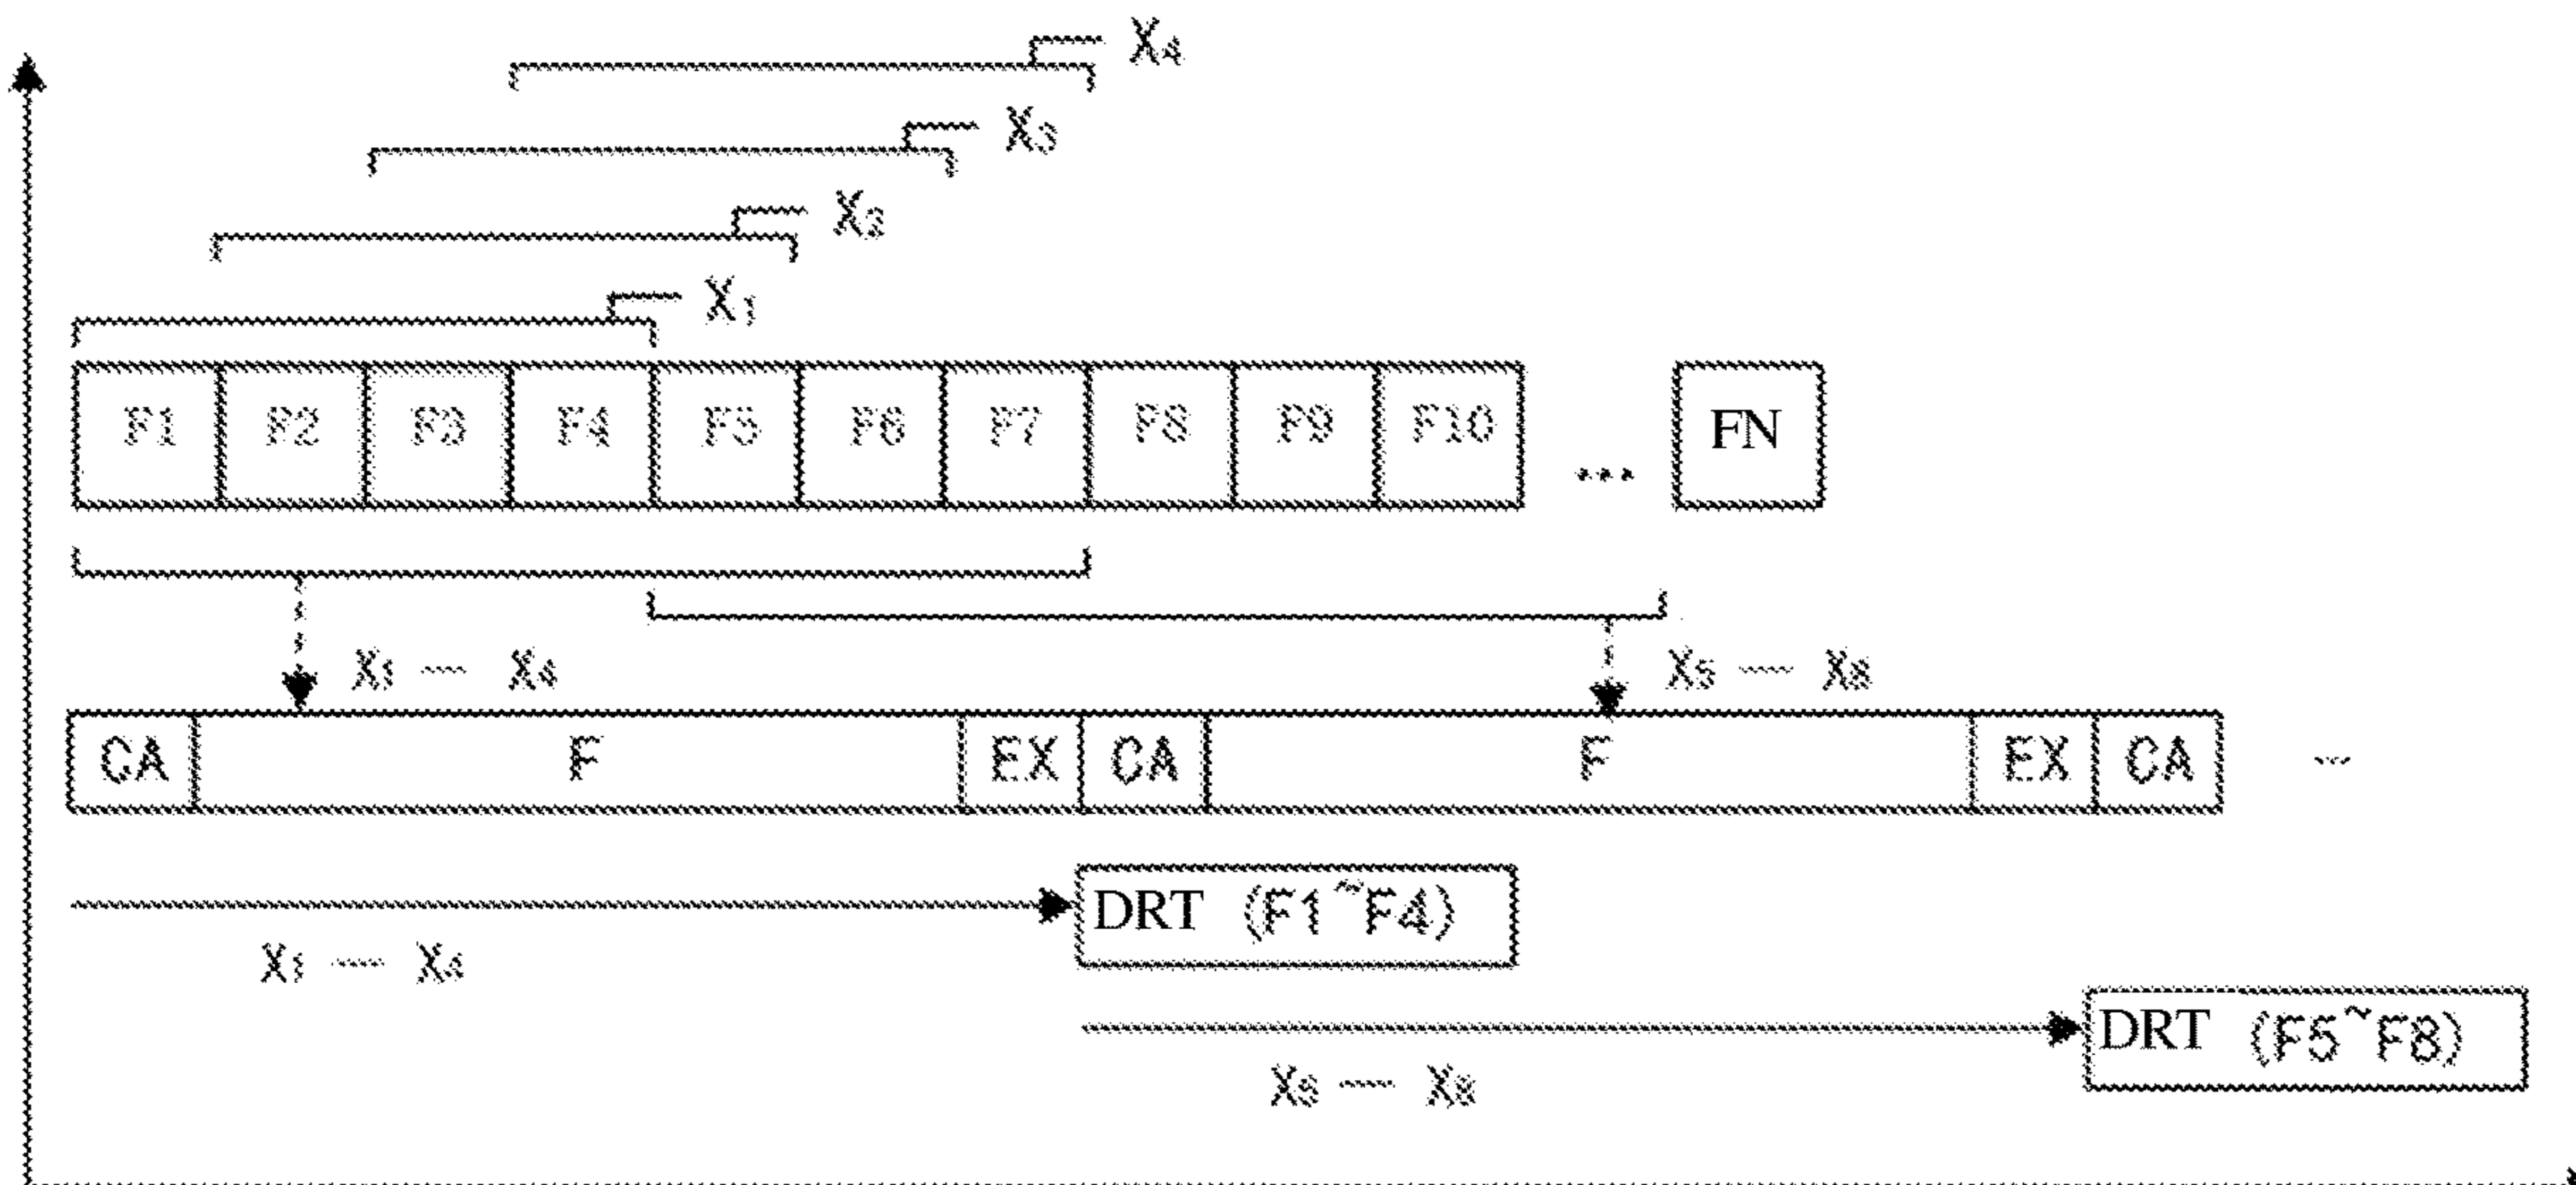 X4
X3
X2
X1
F1 F2 F3 F4 F5 F6 F7 F8 F9 F10 ... FN
X1 — X4 X5 — X8
CA F EX CA F EX CA ...
DRT (F1~F4)
X1 — X4
DRT (F5~F8)
X5 — X8